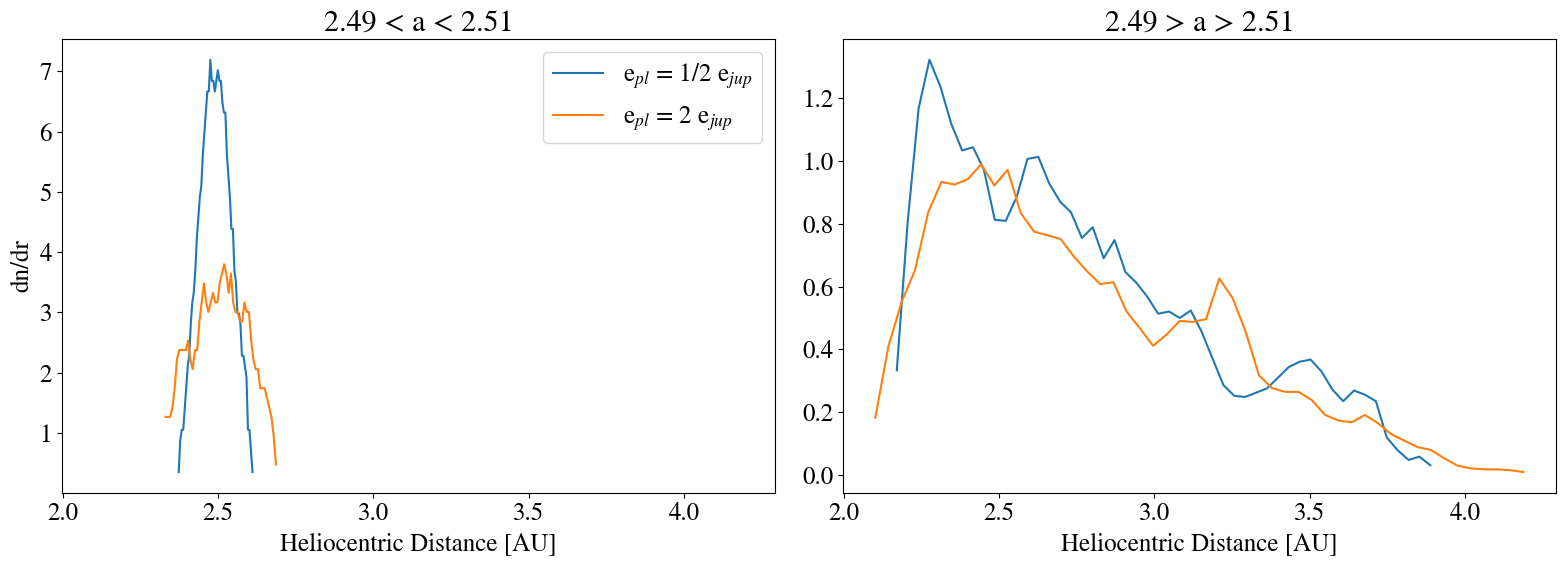 2.49 < a < 2.51
2.49 > a > 2.51
7
6
5
4
3
2
1
dn/dr
e_pl = 1/2 e_jup
e_pl = 2 e_jup
2.0 2.5 3.0 3.5 4.0
Heliocentric Distance [AU]
1.2
1.0
0.8
0.6
0.4
0.2
0.0
2.0 2.5 3.0 3.5 4.0
Heliocentric Distance [AU]